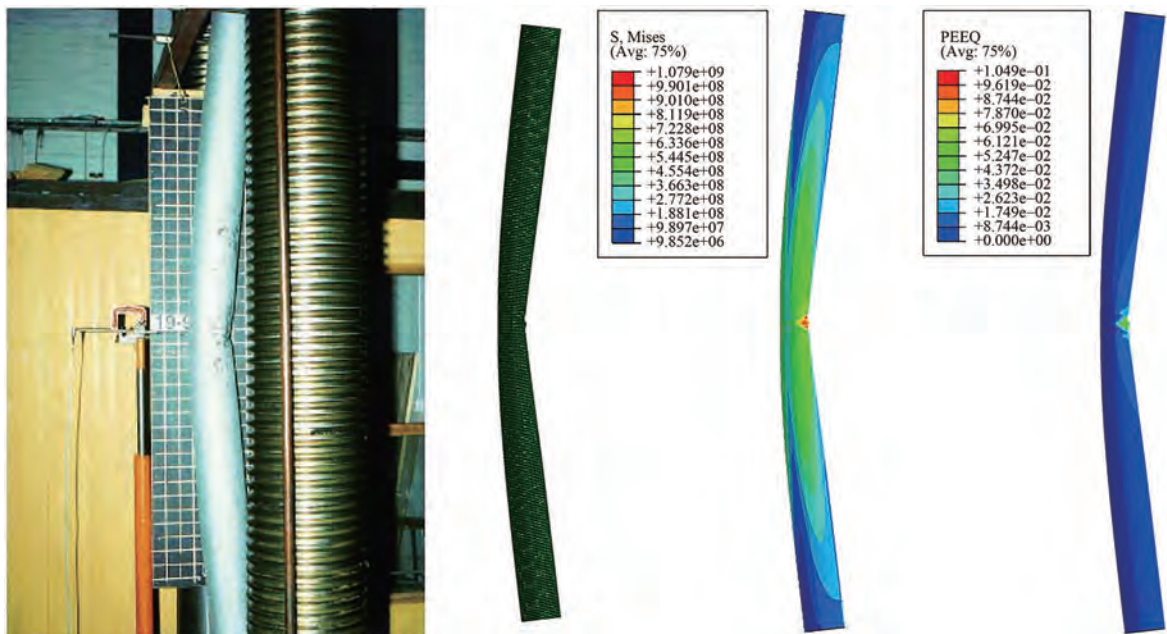 19-9
S, Mises
(Avg: 75%)
+1.079e+09
+9.901e+08
+9.010e+08
+8.119e+08
+7.228e+08
+6.336e+08
+5.445e+08
+4.554e+08
+3.663e+08
+2.772e+08
+1.881e+08
+9.897e+07
+9.852e+06
PEEQ
(Avg: 75%)
+1.049e−01
+9.619e−02
+8.744e−02
+7.870e−02
+6.995e−02
+6.121e−02
+5.247e−02
+4.372e−02
+3.498e−02
+2.623e−02
+1.749e−02
+8.744e−03
+0.000e+00